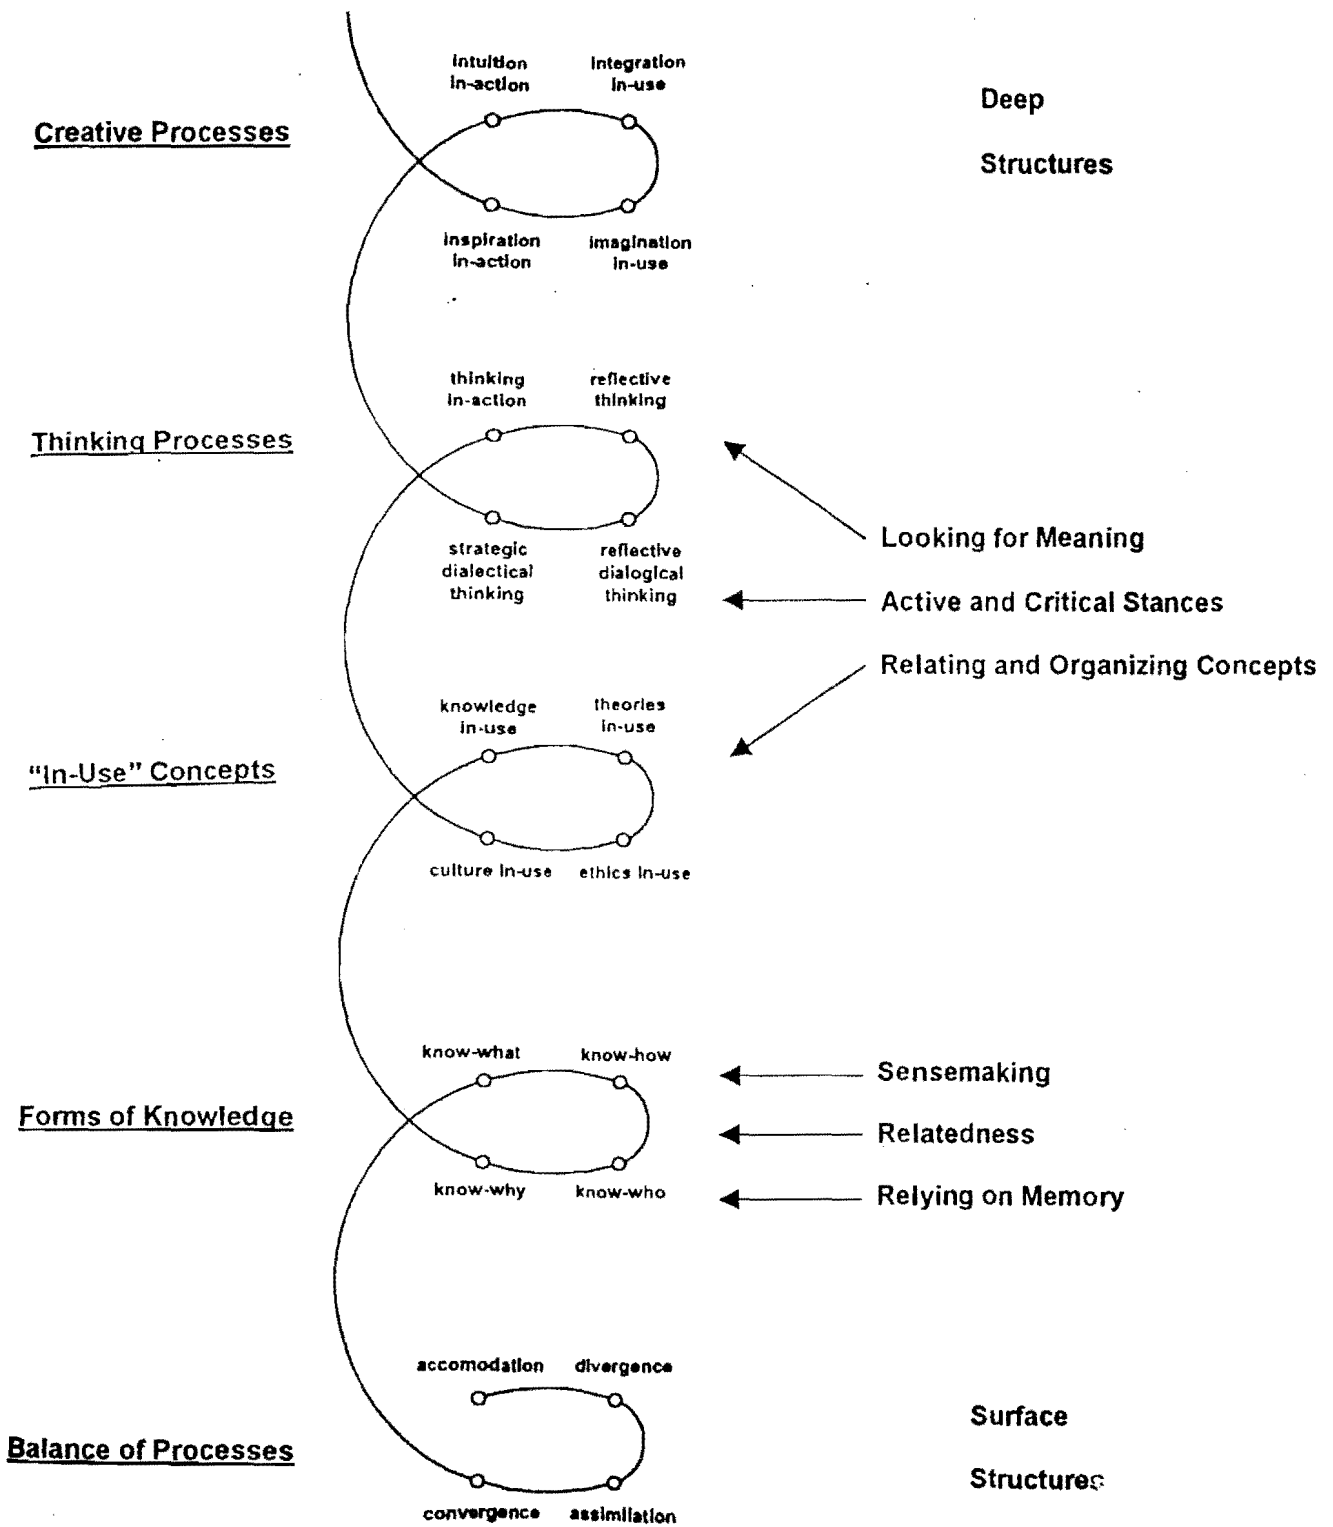 intuition
in-action
integration
in-use
Deep
Structures
Creative Processes
inspiration
in-action
imagination
in-use
thinking
in-action
reflective
thinking
Thinking Processes
strategic
dialectical
thinking
reflective
dialogical
thinking
Looking for Meaning
Active and Critical Stances
Relating and Organizing Concepts
knowledge
in-use
theories
in-use
“In-Use” Concepts
culture in-use
ethics in-use
know-what
know-how
Sensemaking
Forms of Knowledge
Relatedness
know-why
know-who
Relying on Memory
accomodation
divergence
Surface
Balance of Processes
Structures
convergence
assimilation